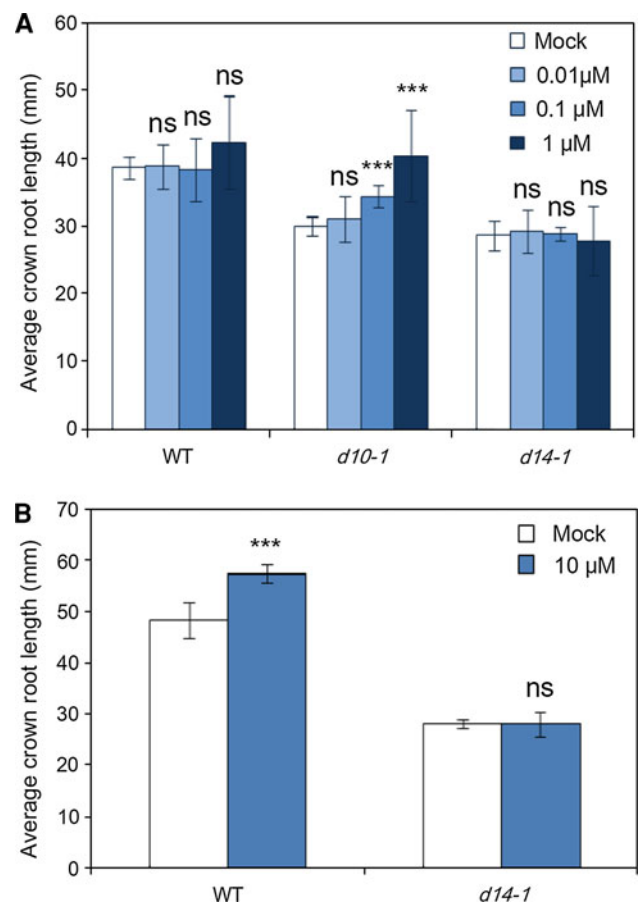 A
60
50
40
30
20
10
0
Average crown root length (mm)
Mock
0.01µM
0.1 µM
1 µM
ns
ns
ns
ns
***
***
ns
ns
ns
WT
d10-1
d14-1
B
70
60
50
40
30
20
10
0
Average crown root length (mm)
Mock
10 µM
***
ns
WT
d14-1